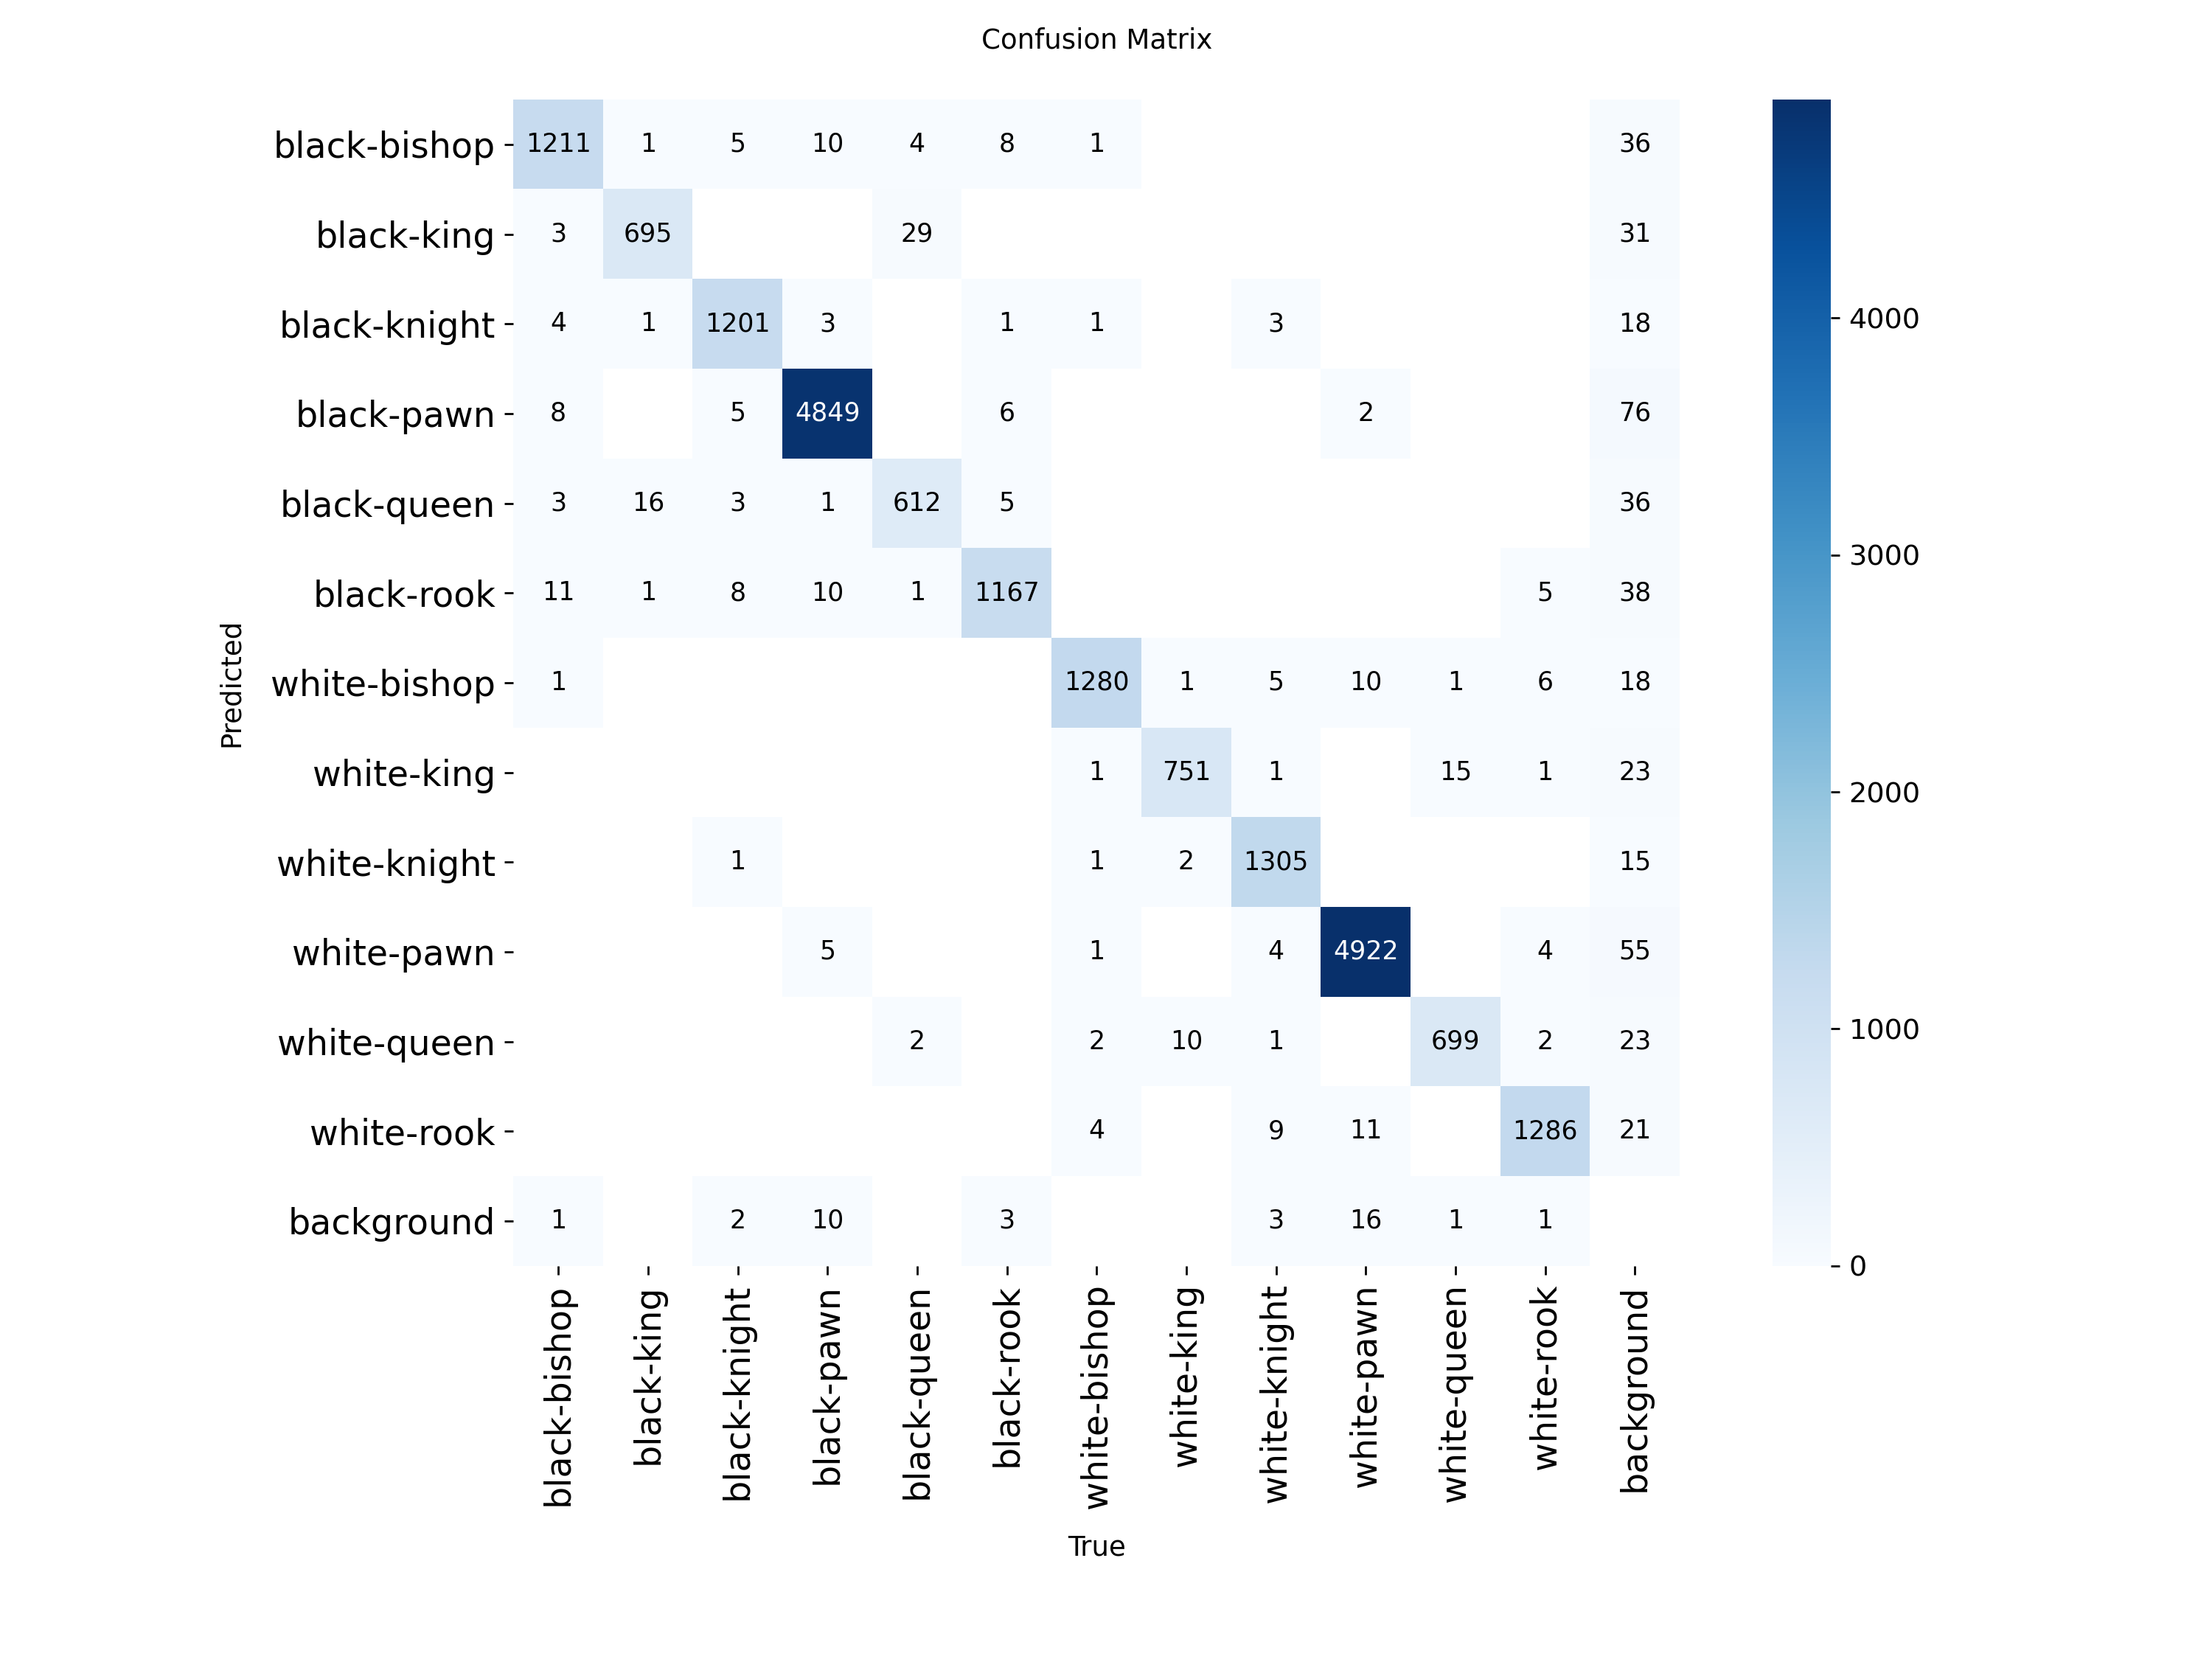 Confusion Matrix
black-bishop 1211 1 5 10 4 8 1 36
black-king 3 695 29 31
black-knight 4 1 1201 3 1 1 3 18
black-pawn 8 5 4849 6 2 76
black-queen 3 16 3 1 612 5 36
black-rook 11 1 8 10 1 1167 5 38
white-bishop 1 1280 1 5 10 1 6 18
white-king 1 751 1 15 1 23
white-knight 1 1 2 1305 15
white-pawn 5 1 4 4922 4 55
white-queen 2 2 10 1 699 2 23
white-rook 4 9 11 1286 21
background 1 2 10 3 3 16 1 1
Predicted
black-bishop black-king black-knight black-pawn black-queen black-rook white-bishop white-king white-knight white-pawn white-queen white-rook background
True
4000
3000
2000
1000
0